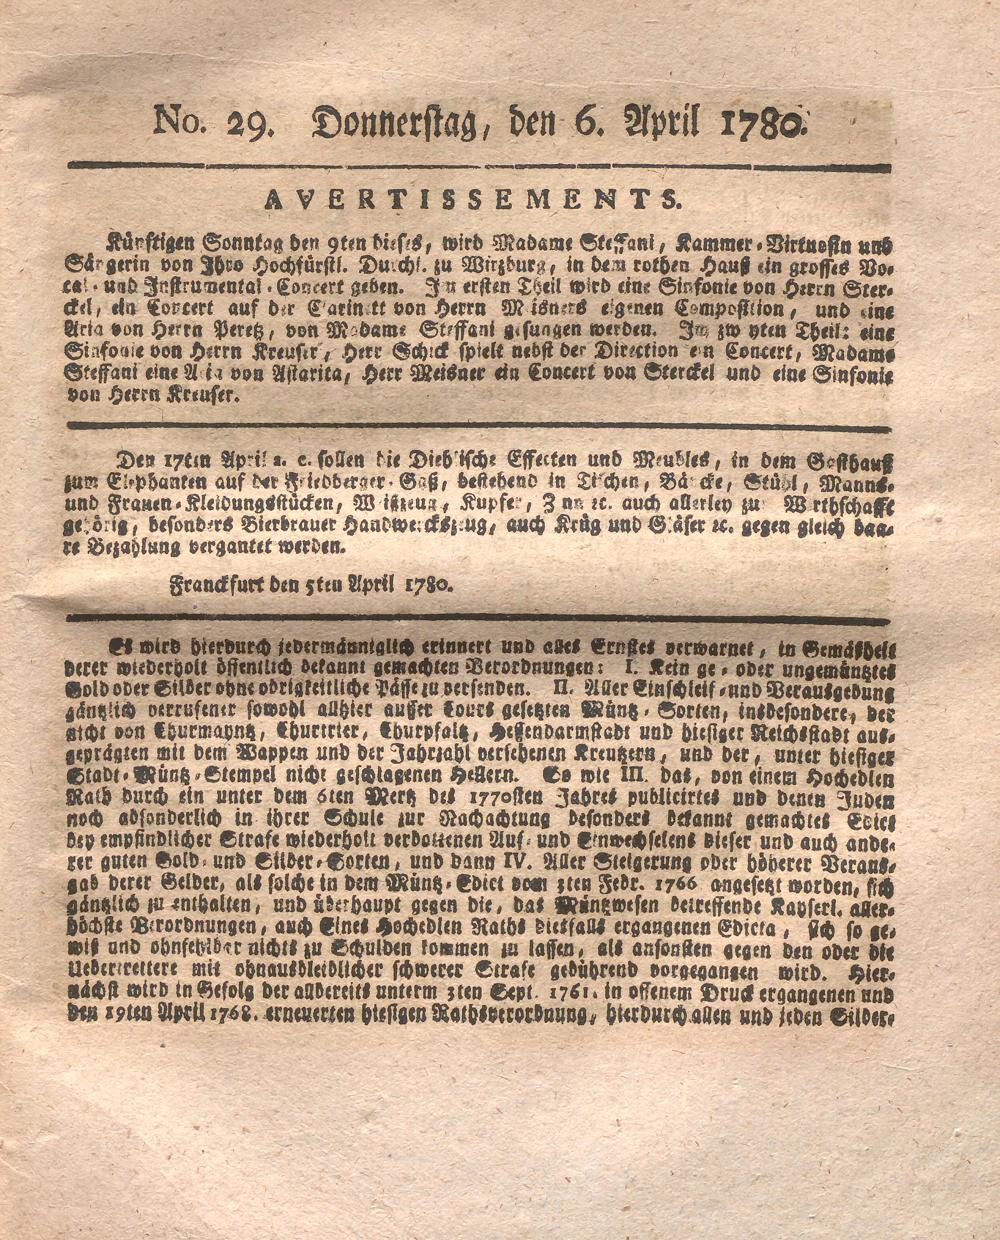 No. 29. Donnerstag, den 6. April 1780.
AVERTISSEMENTS.
Künftigen Sonntag den 9ten dieses, wird Madame Steffani, Kammer-Virtuosin und
Sängerin von Ihro Hochfürstl. Durchl. zu Wirzburg, in dem rothen Hauß ein grosses Vo-
cal- und Instrumental-Concert geben. Im ersten Theil wird eine Sinfonie von Herrn Ster-
ckel, ein Concert auf der Clarinett von Herrn Meisners eigenen Composition, und eine
Aria von Herrn Peretz, von Madame Steffani gesungen werden. Im zweyten Theil: eine
Sinfonie von Herrn Kreuser, Herr Schick spielt nebst der Direction ein Concert, Madame
Steffani eine Aria von Astarita, Herr Meisner ein Concert von Sterckel und eine Sinfonie
von Herrn Kreuser.
Den 17ten April a. c. sollen die Diehlische Effecten und Meubles, in dem Gasthauß
zum Elephanten auf der Friedberger-Gaß, bestehend in Tischen, Bäncke, Stühl, Manns-
und Frauen-Kleidungsstücken, Weißzeug, Kupfer, Zinn ꝛc. auch allerley zur Wirthschafft
gehörig, besonders Bierbrauer Handwerckszeug, auch Krüg und Gläser ꝛc. gegen gleich baa-
re Bezahlung vergantet werden.
Franckfurt den 5ten April 1780.
Es wird hierdurch jedermänniglich erinnert und alles Ernstes verwarnet, in Gemäsheit
derer wiederholt öffentlich bekannt gemachten Verordnungen: I. Kein ge- oder ungemünztes
Gold oder Silber ohne obrigkeitliche Pässe zu versenden. II. Aller Einschleif-und Verausgebung
gäntzlich verrufener sowohl allhier ausser Cours gesetzten Müntz-Sorten, insbesondere, der
nicht von Churmayntz, Churtrier, Churpfaltz, Hessendarmstadt und hiesiger Reichsstadt aus-
geprägten mit dem Wappen und der Jahrzahl versehenen Kreutzern, und der, unter hiesigen
Stadt-Müntz-Stempel nicht geschlagenen Hellern. So wie III. das, von einem Hochedlen
Rath durch ein unter dem 6ten Mertz des 1770sten Jahres publicirtes und denen Juden
noch absonderlich in ihrer Schule zur Nachachtung besonders bekannt gemachtes Edict
bey empfindlicher Strafe wiederholt verbottenen Auf- und Einwechselens dieser und auch ande-
rer guten Gold- und Silber-Sorten, und dann IV. Aller Steigerung oder höherer Veraus-
gab derer Gelder, als solche in dem Müntz-Edict vom 3ten Febr. 1766 angesetzt worden, sich
gäntzlich zu enthalten, und überhaupt gegen die, das Müntzwesen betreffende Kayserl. aller-
höchste Verordnungen, auch Eines Hochedlen Raths diesfalls ergangenen Edicta, sich so ge-
wiß und ohnfehlbar nichts zu Schulden kommen zu lassen, als ansonsten gegen den oder die
Uebertrettere mit ohnausbleiblicher schwerer Strafe gebührend vorgegangen wird. Hier-
nächst wird in Gefolg der allbereits unterm 3ten Sept. 1761. in offenem Druck ergangenen und
den 19ten April 1768. erneuerten hiesigen Rathsverordnung, hierdurch allen und jeden Silber-